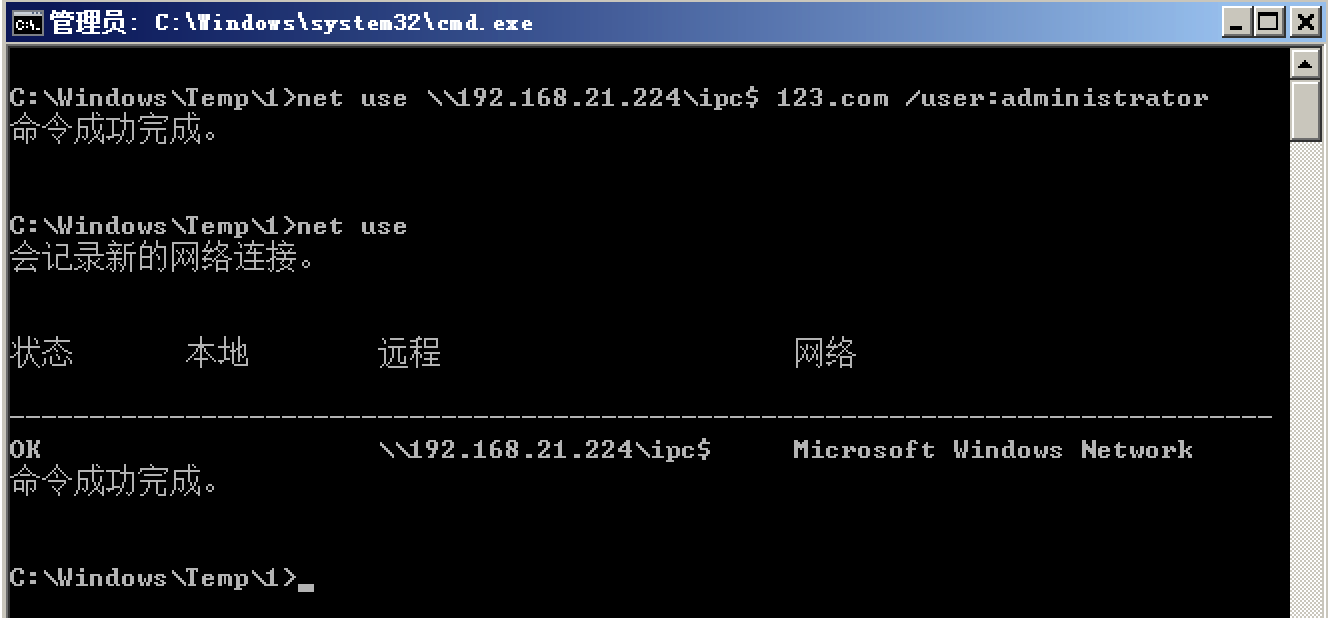 管理员: C:\Windows\system32\cmd.exe
C:\Windows\Temp\1>net use \\192.168.21.224\ipc$ 123.com /user:administrator
命令成功完成。
C:\Windows\Temp\1>net use
会记录新的网络连接。
状态 本地 远程 网络
-------------------------------------------------------------------------------
OK \\192.168.21.224\ipc$ Microsoft Windows Network
命令成功完成。
C:\Windows\Temp\1>_